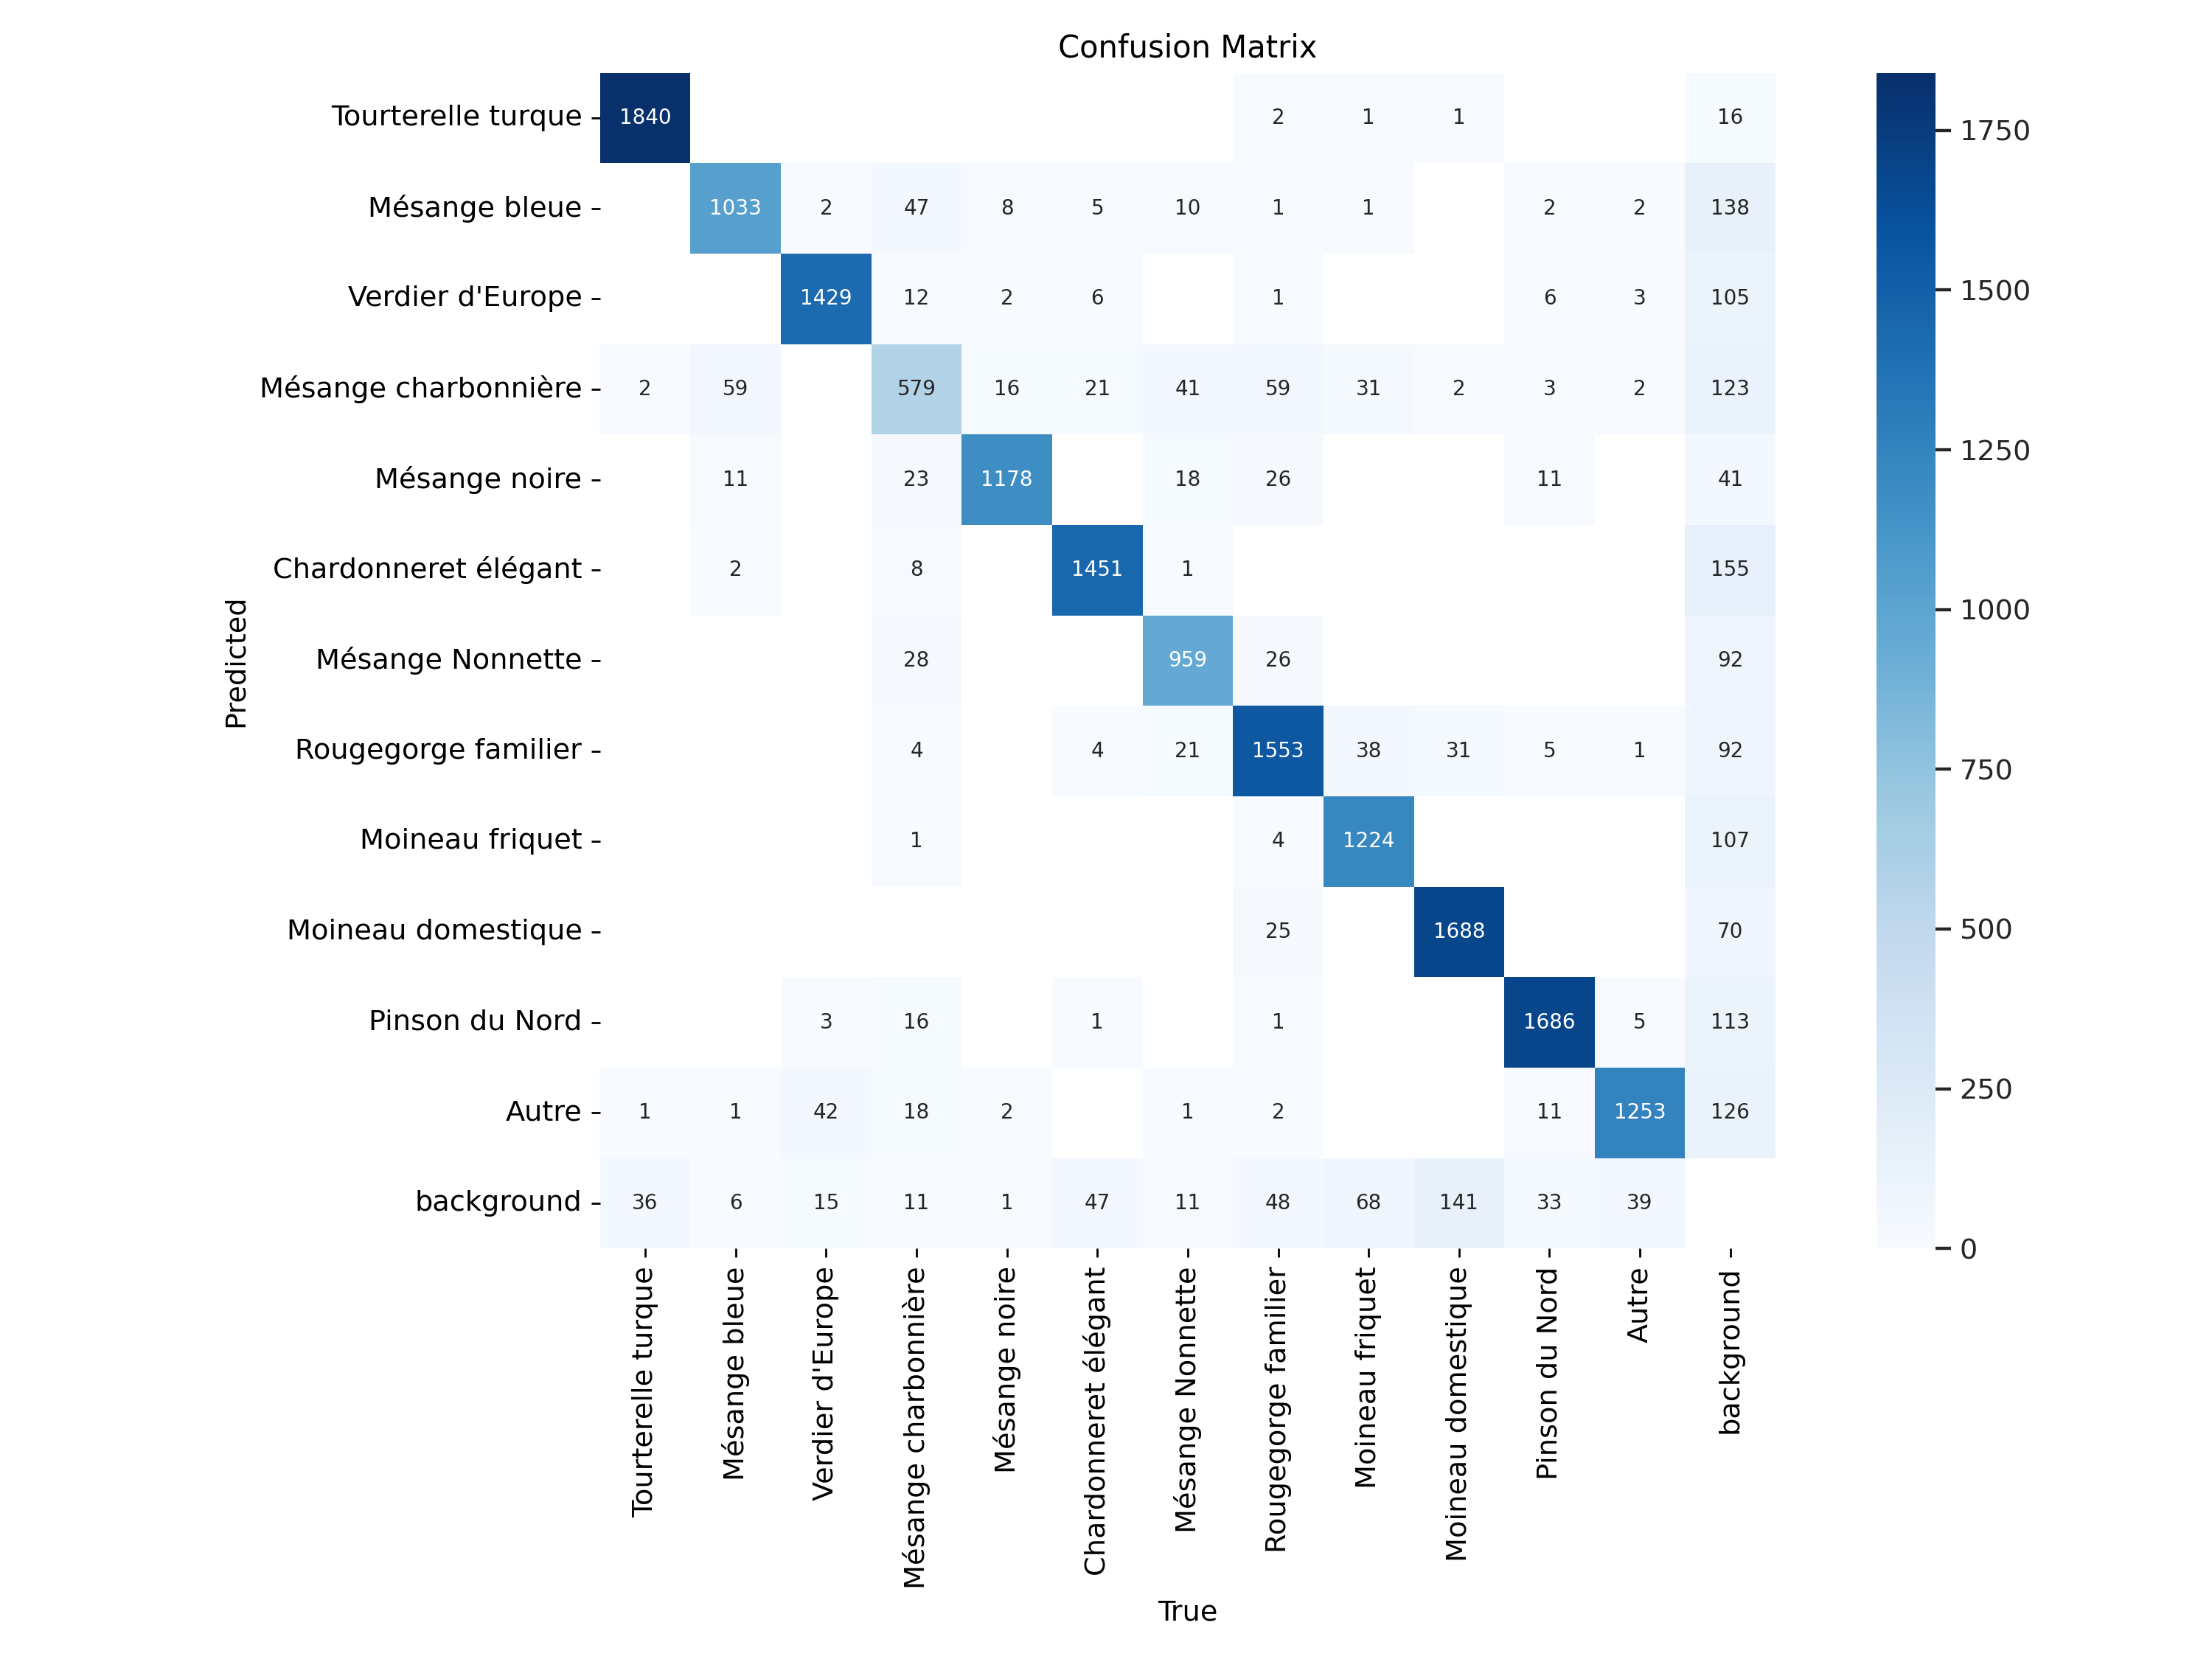 Confusion Matrix
Tourterelle turque 1840 2 1 1 16
Mésange bleue 1033 2 47 8 5 10 1 1 2 2 138
Verdier d'Europe 1429 12 2 6 1 6 3 105
Mésange charbonnière 2 59 579 16 21 41 59 31 2 3 2 123
Mésange noire 11 23 1178 18 26 11 41
Chardonneret élégant 2 8 1451 1 155
Mésange Nonnette 28 959 26 92
Rougegorge familier 4 4 21 1553 38 31 5 1 92
Moineau friquet 1 4 1224 107
Moineau domestique 25 1688 70
Pinson du Nord 3 16 1 1 1686 5 113
Autre 1 1 42 18 2 1 2 11 1253 126
background 36 6 15 11 1 47 11 48 68 141 33 39
Predicted
Tourterelle turque
Mésange bleue
Verdier d'Europe
Mésange charbonnière
Mésange noire
Chardonneret élégant
Mésange Nonnette
Rougegorge familier
Moineau friquet
Moineau domestique
Pinson du Nord
Autre
background
True
1750
1500
1250
1000
750
500
250
0